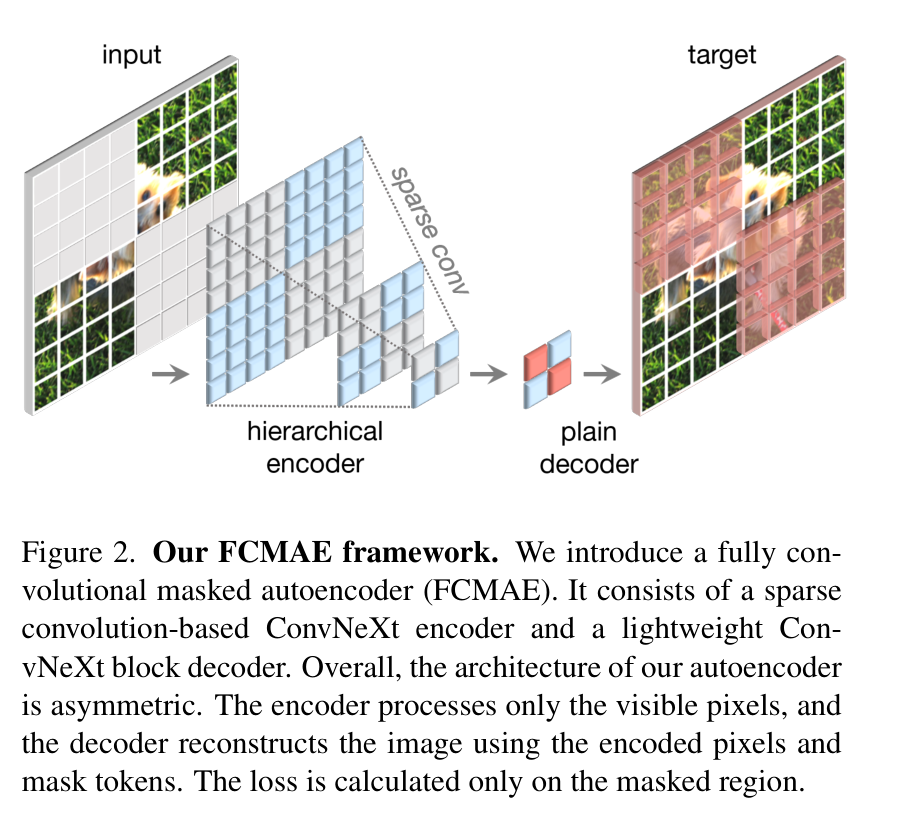 input
target
sparse conv
hierarchical
encoder
plain
decoder
Figure 2. Our FCMAE framework. We introduce a fully con-
volutional masked autoencoder (FCMAE). It consists of a sparse
convolution-based ConvNeXt encoder and a lightweight Con-
vNeXt block decoder. Overall, the architecture of our autoencoder
is asymmetric. The encoder processes only the visible pixels, and
the decoder reconstructs the image using the encoded pixels and
mask tokens. The loss is calculated only on the masked region.